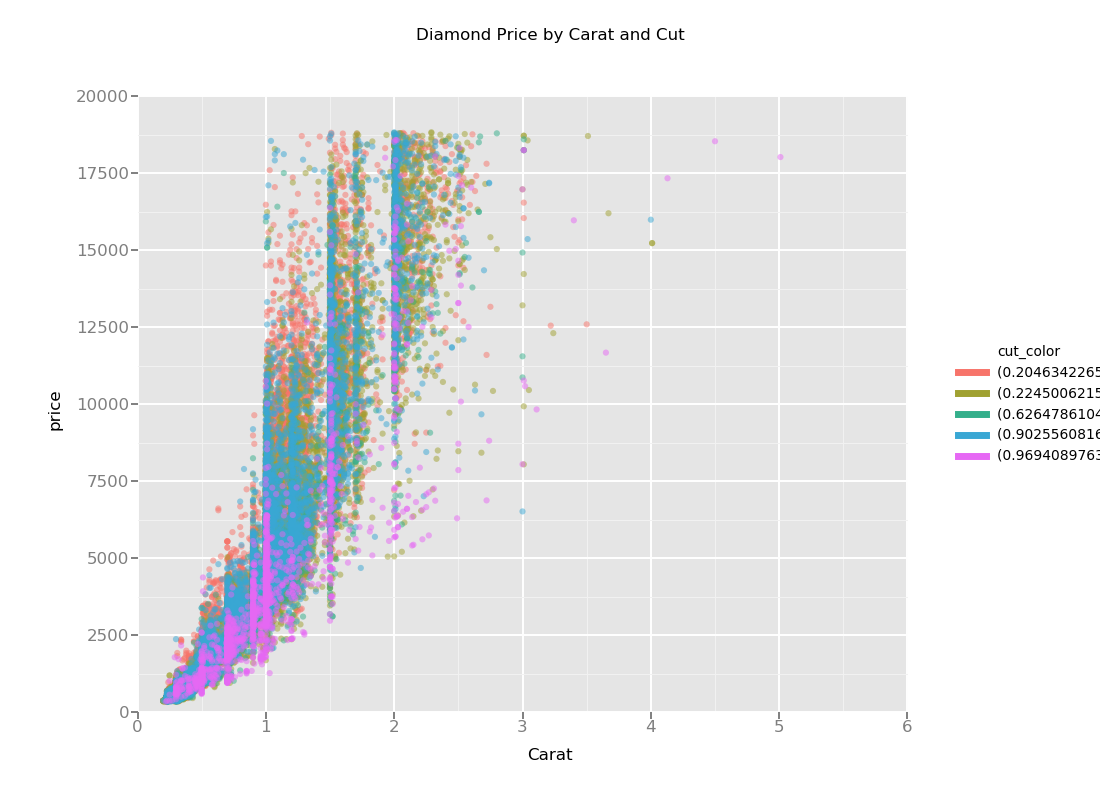 Diamond Price by Carat and Cut
20000
17500
15000
12500
10000
7500
5000
2500
0
price
0 1 2 3 4 5 6
Carat
cut_color
(0.2046342265
(0.2245006215
(0.6264786104
(0.9025560816
(0.9694089763